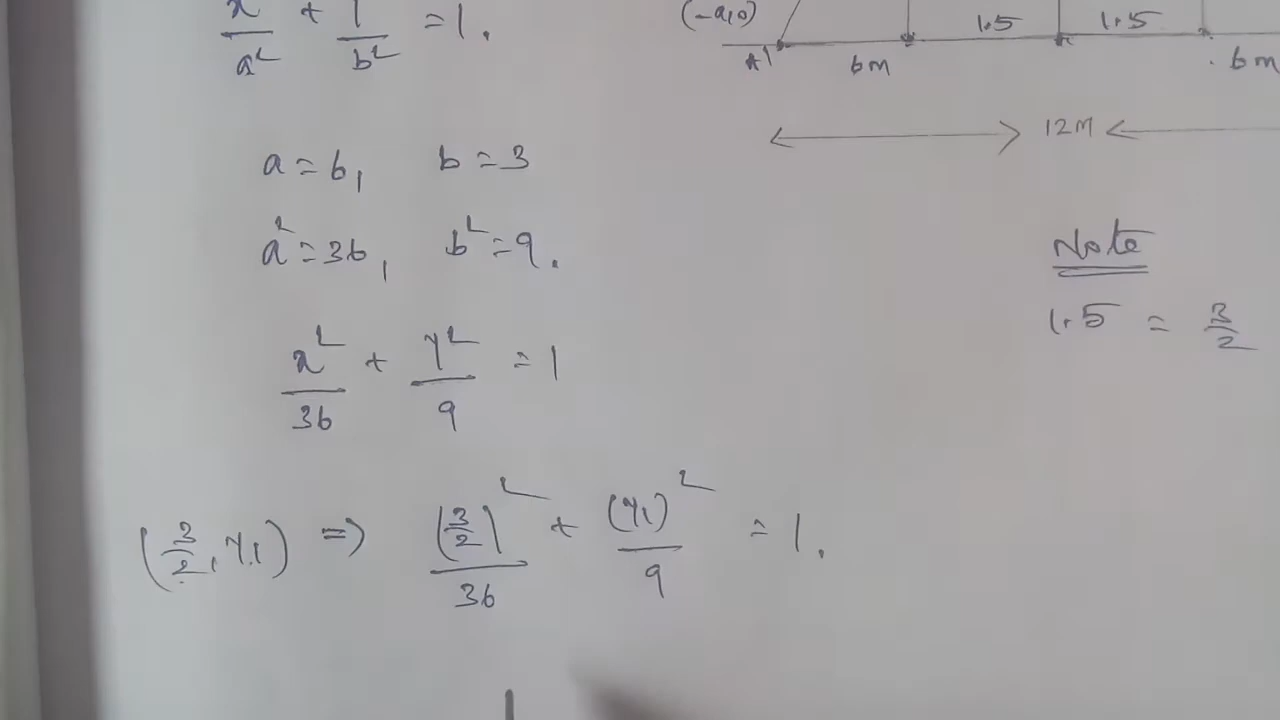 x/a² + y/b² = 1.
(-a,0)
1.5 1.5
A' 6m 6m
12M
a = 6, b = 3
a² = 36, b² = 9.
Note
1.5 = 3/2
x²/36 + y²/9 = 1
(3/2, y₁) ⇒ (3/2)²/36 + (y₁)²/9 = 1.